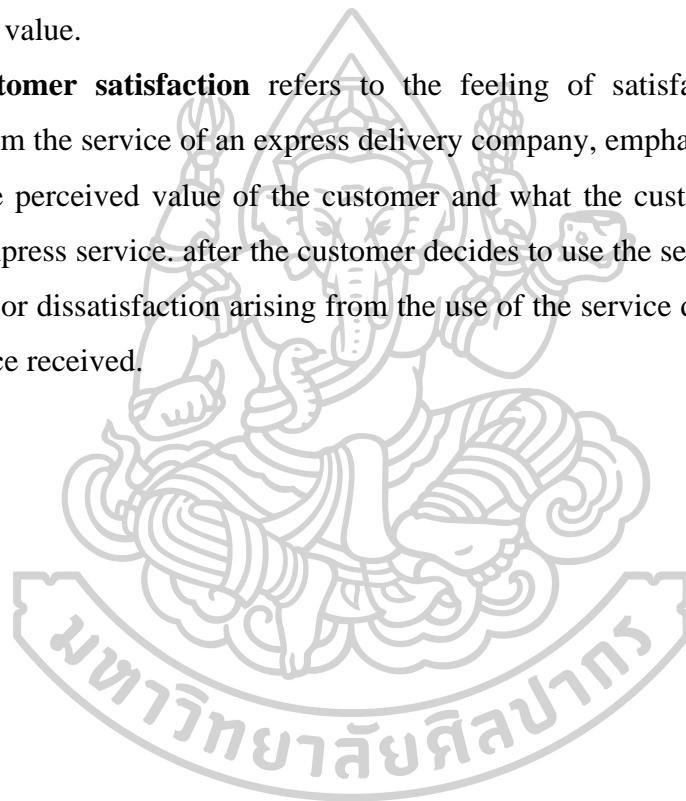 value.
tomer satisfaction refers to the feeling of satisfa
m the service of an express delivery company, empha
e perceived value of the customer and what the cust
press service. after the customer decides to use the se
or dissatisfaction arising from the use of the service d
ce received.
มหาวิทยาลัยศิลปากร